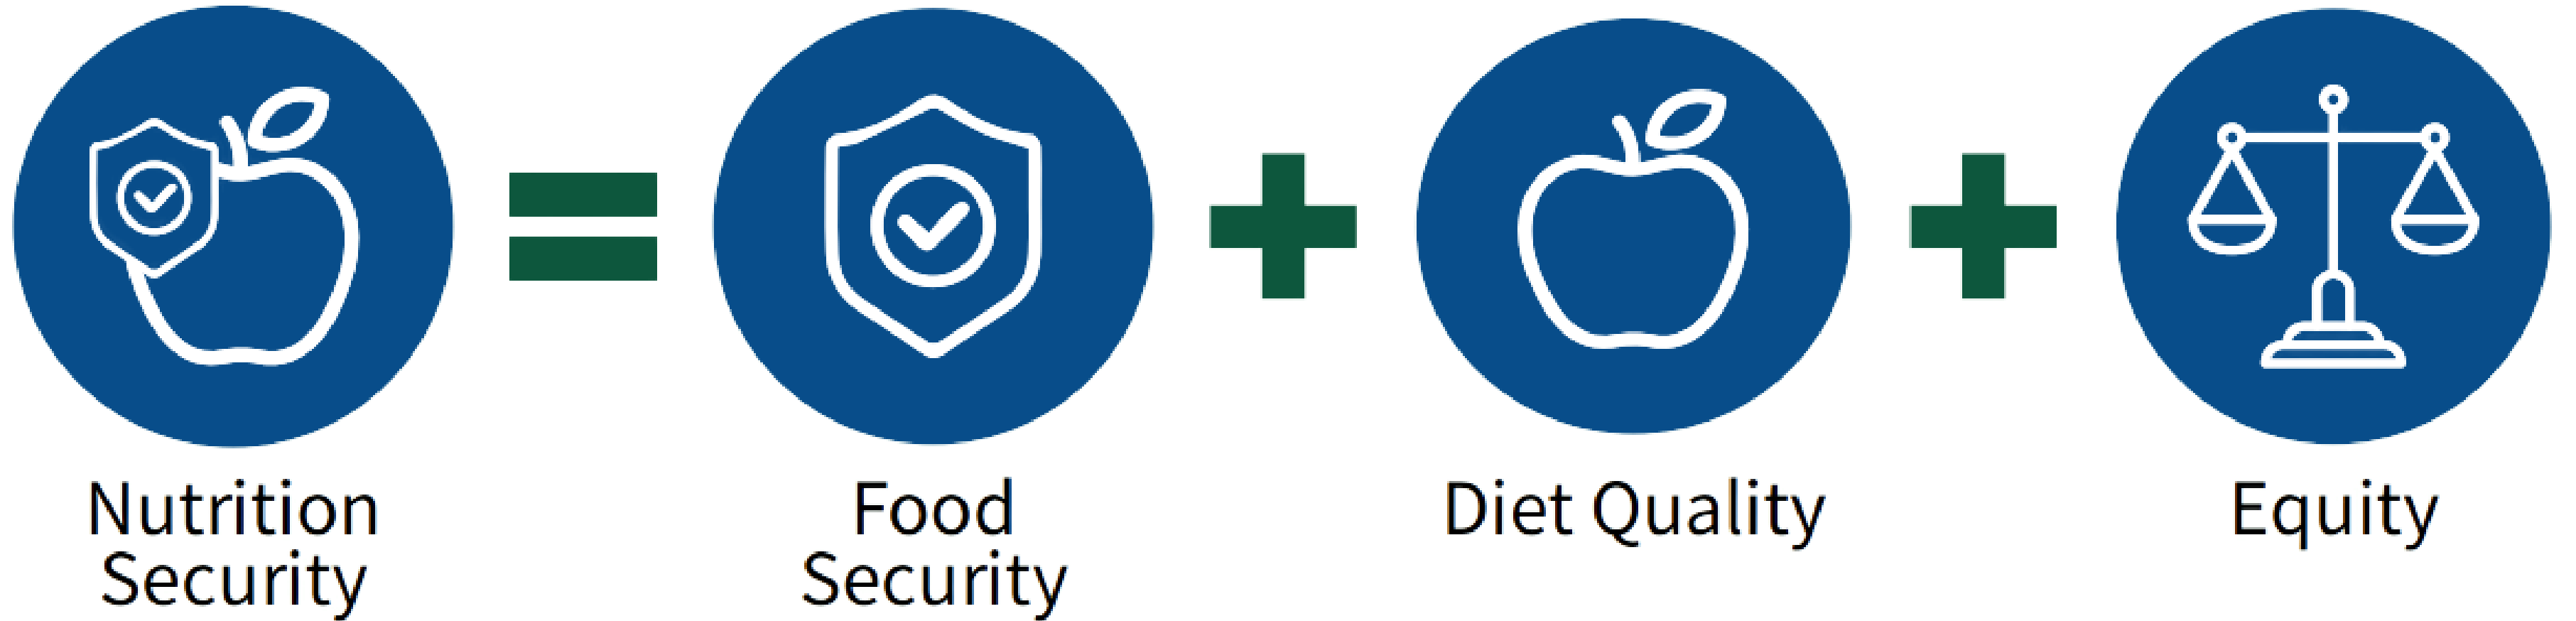 Nutrition
Security
Food
Security
Diet Quality
Equity